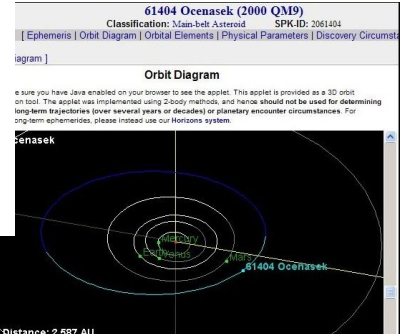 61404 Ocenasek (2000 QM9)
Classification: Main-belt Asteroid SPK-ID: 2061404
[ Ephemeris | Orbit Diagram | Orbital Elements | Physical Parameters | Discovery Circumsta
iagram ]
Orbit Diagram
e sure you have Java enabled on your browser to see the applet. This applet is provided as a 3D orbit
on tool. The applet was implemented using 2-body methods, and hence should not be used for determining
long-term trajectories (over several years or decades) or planetary encounter circumstances. For
ong-term ephemerides, please instead use our Horizons system.
cenasek
Mercury
Mars
61404 Ocenasek
Distance: 2.587 AU